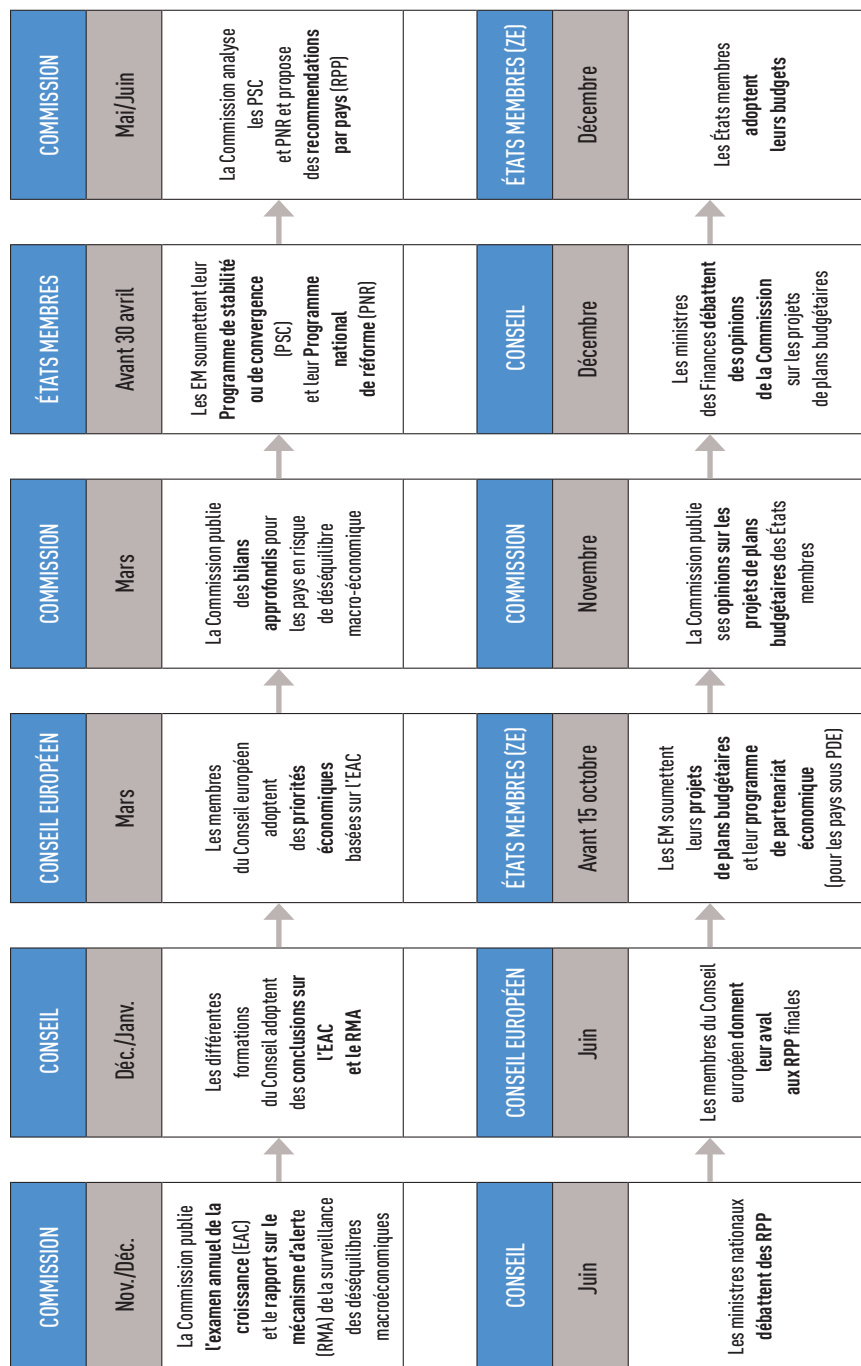 COMMISSION
Nov./Déc.
La Commission publie
l'examen annuel de la
croissance (EAC)
et le rapport sur le
mécanisme d'alerte
(RMA) de la surveillance
des déséquilibres
macroéconomiques
CONSEIL
Déc./Janv.
Les différentes
formations
du Conseil adoptent
des conclusions sur
l'EAC
et le RMA
CONSEIL EUROPÉEN
Mars
Les membres
du Conseil européen
adoptent
des priorités
économiques
basées sur l'EAC
COMMISSION
Mars
La Commission publie
des bilans
approfondis pour
les pays en risque
de déséquilibre
macro-économique
ÉTATS MEMBRES
Avant 30 avril
Les EM soumettent leur
Programme de stabilité
ou de convergence
(PSC)
et leur Programme
national
de réforme (PNR)
COMMISSION
Mai/Juin
La Commission analyse
les PSC
et PNR et propose
des recommendations
par pays (RPP)
CONSEIL
Juin
Les ministres nationaux
débattent des RPP
CONSEIL EUROPÉEN
Juin
Les membres du Conseil
européen donnent
leur aval
aux RPP finales
ÉTATS MEMBRES (ZE)
Avant 15 octobre
Les EM soumettent
leurs projets
de plans budgétaires
et leur programme
de partenariat
économique
(pour les pays sous PDE)
COMMISSION
Novembre
La Commission publie
ses opinions sur les
projets de plans
budgétaires des États
membres
CONSEIL
Décembre
Les ministres
des Finances débattent
des opinions
de la Commission
sur les projets
de plans budgétaires
ÉTATS MEMBRES (ZE)
Décembre
Les États membres
adoptent
leurs budgets